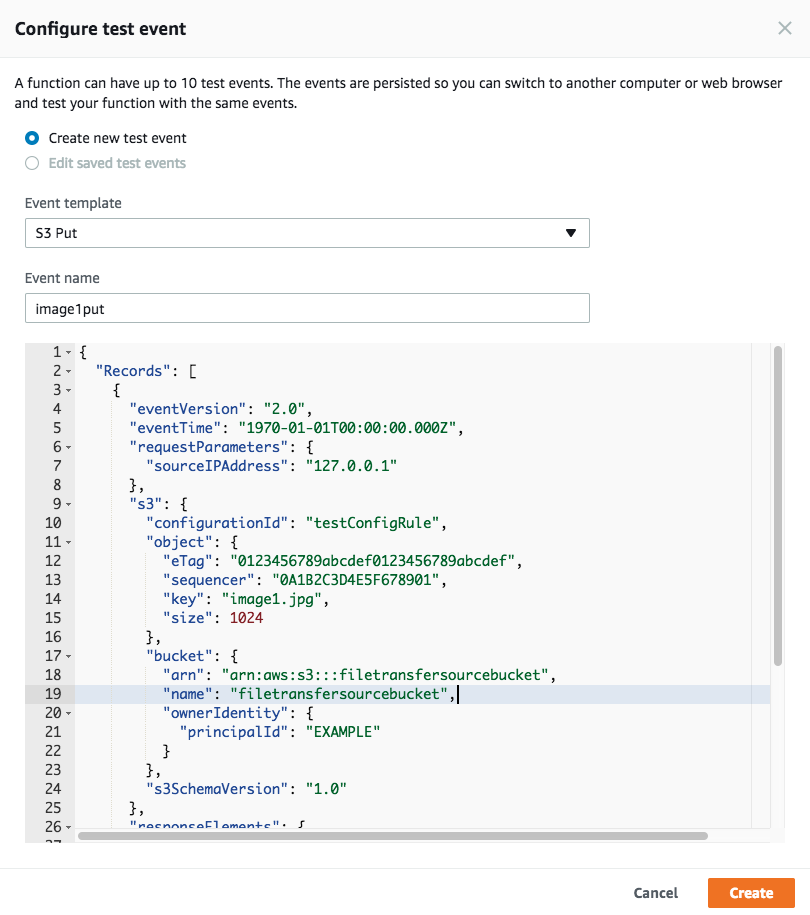 Configure test event
A function can have up to 10 test events. The events are persisted so you can switch to another computer or web browser
and test your function with the same events.
Create new test event
Edit saved test events
Event template
S3 Put
Event name
image1put
1 {
2 "Records": [
3 {
4 "eventVersion": "2.0",
5 "eventTime": "1970-01-01T00:00:00.000Z",
6 "requestParameters": {
7 "sourceIPAddress": "127.0.0.1"
8 },
9 "s3": {
10 "configurationId": "testConfigRule",
11 "object": {
12 "eTag": "0123456789abcdef0123456789abcdef",
13 "sequencer": "0A1B2C3D4E5F678901",
14 "key": "image1.jpg",
15 "size": 1024
16 },
17 "bucket": {
18 "arn": "arn:aws:s3:::filetransfersourcebucket",
19 "name": "filetransfersourcebucket",
20 "ownerIdentity": {
21 "principalId": "EXAMPLE"
22 }
23 },
24 "s3SchemaVersion": "1.0"
25 },
26 "responseElements": {
27
Cancel Create